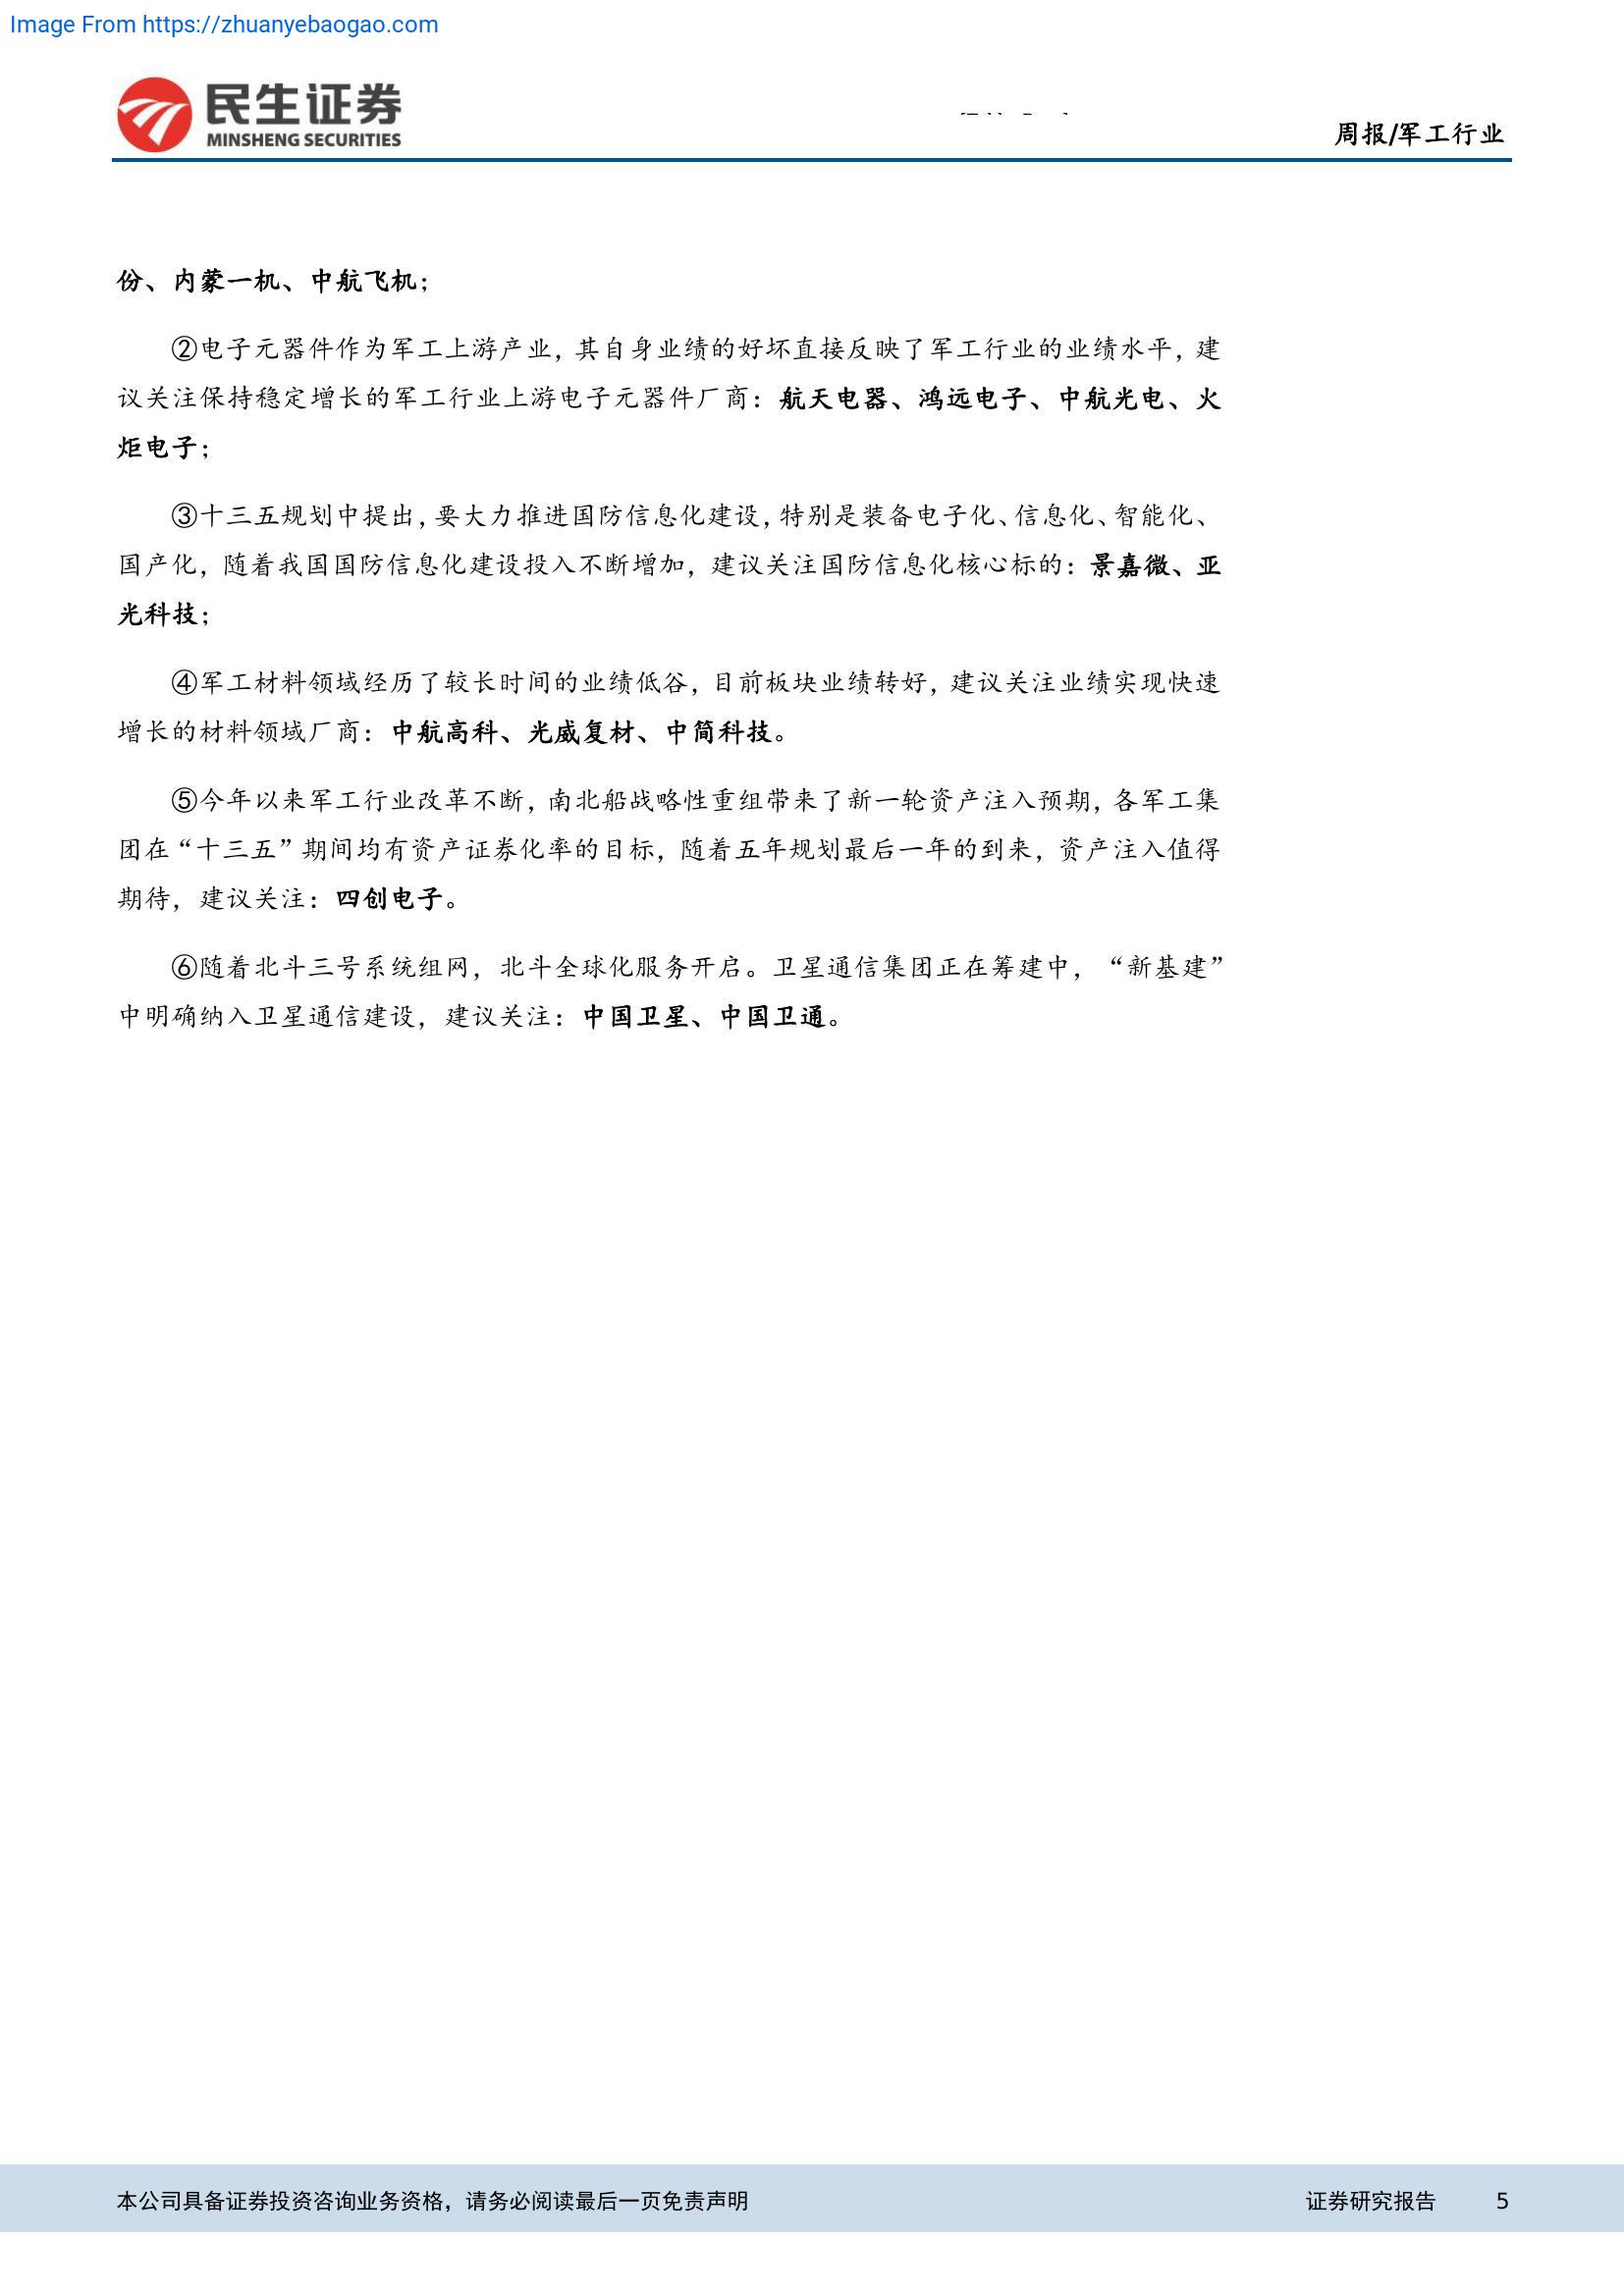 Image From https://zhuanyebaogao.com
民生证券
MINSHENG SECURITIES
周报/军工行业
份、内蒙一机、中航飞机；
②电子元器件作为军工上游产业，其自身业绩的好坏直接反映了军工行业的业绩水平，建
议关注保持稳定增长的军工行业上游电子元器件厂商：航天电器、鸿远电子、中航光电、火
炬电子；
③十三五规划中提出，要大力推进国防信息化建设，特别是装备电子化、信息化、智能化、
国产化，随着我国国防信息化建设投入不断增加，建议关注国防信息化核心标的：景嘉微、亚
光科技；
④军工材料领域经历了较长时间的业绩低谷，目前板块业绩转好，建议关注业绩实现快速
增长的材料领域厂商：中航高科、光威复材、中简科技。
⑤今年以来军工行业改革不断，南北船战略性重组带来了新一轮资产注入预期，各军工集
团在“十三五”期间均有资产证券化率的目标，随着五年规划最后一年的到来，资产注入值得
期待，建议关注：四创电子。
⑥随着北斗三号系统组网，北斗全球化服务开启。卫星通信集团正在筹建中，“新基建”
中明确纳入卫星通信建设，建议关注：中国卫星、中国卫通。
本公司具备证券投资咨询业务资格，请务必阅读最后一页免责声明
证券研究报告 5